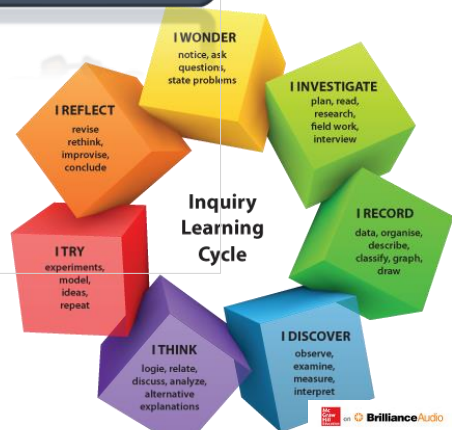 I WONDER
notice, ask
questions,
state problems
I INVESTIGATE
plan, read,
research,
field work,
interview
I RECORD
data, organise,
describe,
classify, graph,
draw
I DISCOVER
observe,
examine,
measure,
interpret
I THINK
logie, relate,
discuss, analyze,
alternative
explanations
I TRY
experiments,
model,
ideas,
repeat
I REFLECT
revise
rethink,
improvise,
conclude
Inquiry
Learning
Cycle
Mc
Graw
Hill
Education
on BrillianceAudio